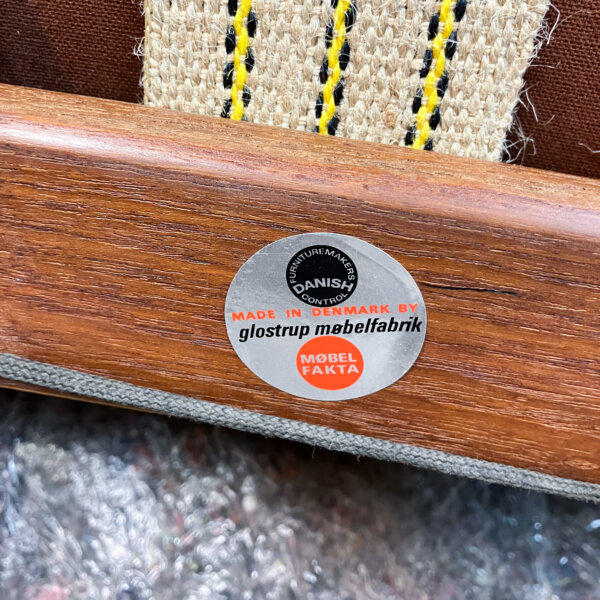 FURNITUREMAKERS
DANISH
CONTROL
MADE IN DENMARK BY
glostrup møbelfabrik
MØBEL
FAKTA